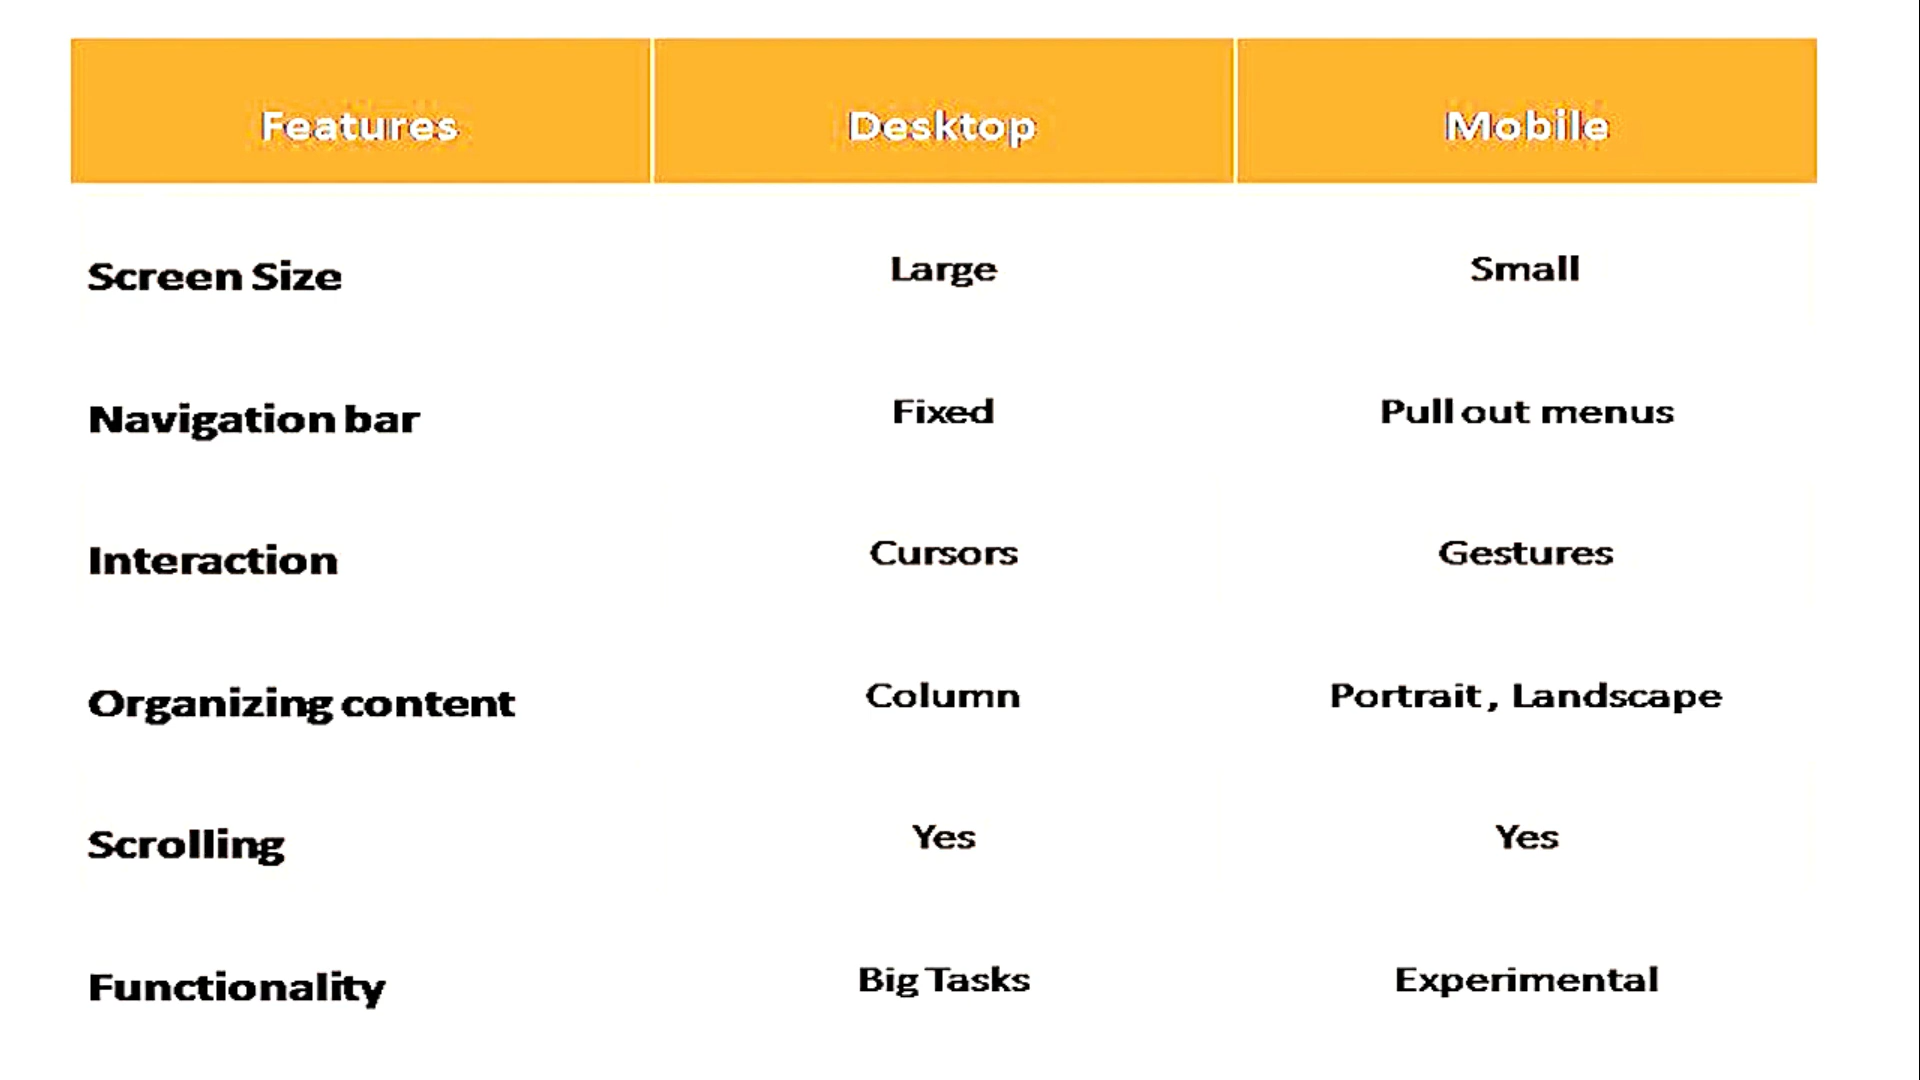 Features Desktop Mobile
Screen Size Large Small
Navigation bar Fixed Pull out menus
Interaction Cursors Gestures
Organizing content Column Portrait, Landscape
Scrolling Yes Yes
Functionality Big Tasks Experimental